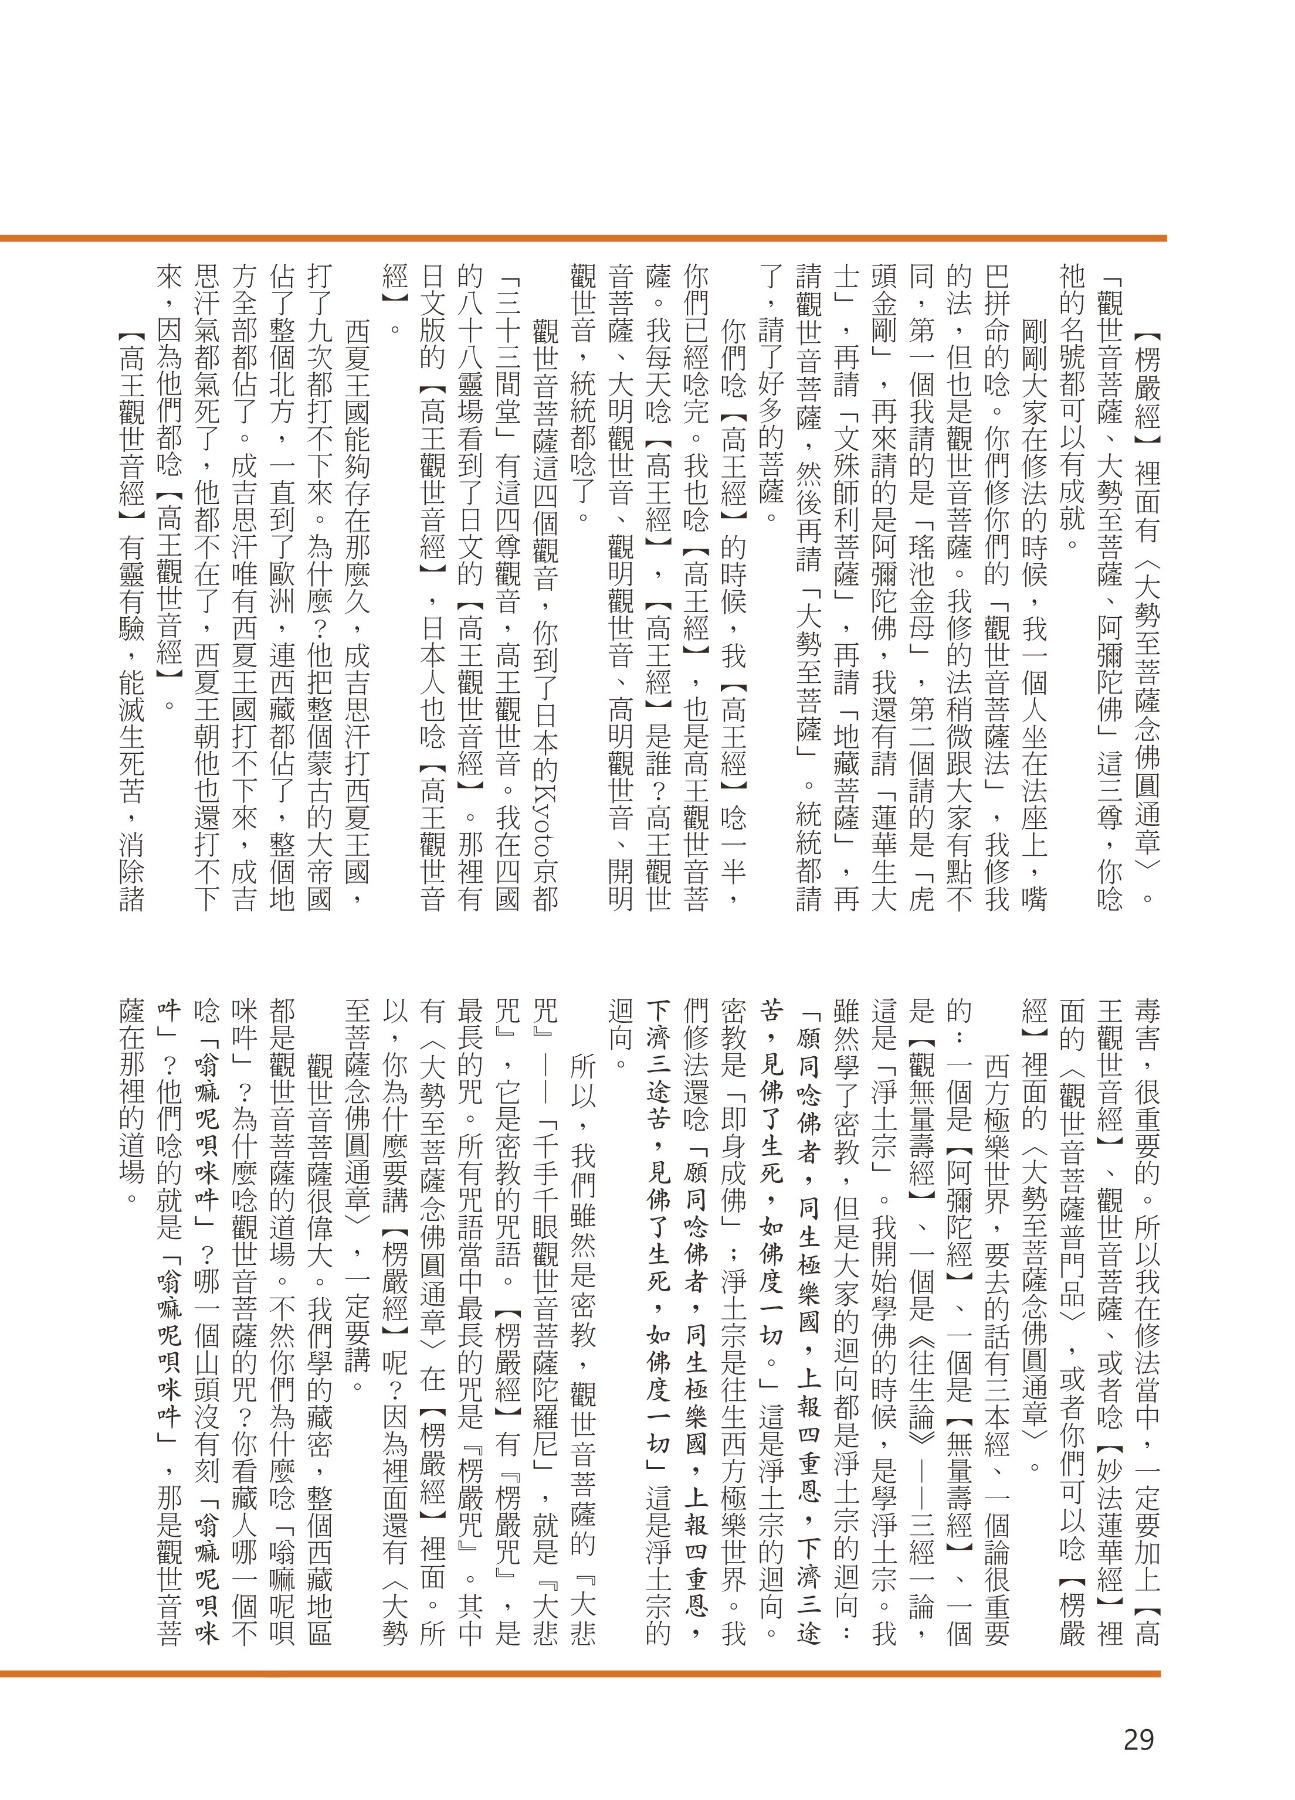 【楞嚴經】裡面有〈大勢至菩薩念佛圓通章〉。
「觀世音菩薩、大勢至菩薩、阿彌陀佛」這三尊，你唸
祂的名號都可以有成就。
剛剛大家在修法的時候，我一個人坐在法座上，嘴
巴拼命的唸。你們修你們的「觀世音菩薩法」，我修我
的法，但也是觀世音菩薩。我修的法稍微跟大家有點不
同，第一個我請的是「瑤池金母」，第二個請的是「虎
頭金剛」，再來請的是阿彌陀佛，我還有請「蓮華生大
士」，再請「文殊師利菩薩」，再請「地藏菩薩」，再
請觀世音菩薩，然後再請「大勢至菩薩」。統統都請
了，請了好多的菩薩。
你們唸【高王經】的時候，我【高王經】唸一半，
你們已經唸完。我也唸【高王經】，也是高王觀世音菩
薩。我每天唸【高王經】，【高王經】是誰？高王觀世
音菩薩、大明觀世音、觀明觀世音、高明觀世音、開明
觀世音，統統都唸了。
觀世音菩薩這四個觀音，你到了日本的Kyoto京都
「三十三間堂」有這四尊觀音，高王觀世音。我在四國
的八十八靈場看到了日文的【高王觀世音經】。那裡有
日文版的【高王觀世音經】，日本人也唸【高王觀世音
經】。
西夏王國能夠存在那麼久，成吉思汗打西夏王國，
打了九次都打不下來。為什麼？他把整個蒙古的大帝國
佔了整個北方，一直到了歐洲，連西藏都佔了，整個地
方全部都佔了。成吉思汗唯有西夏王國打不下來，成吉
思汗氣都氣死了，他都不在了，西夏王朝他也還打不下
來，因為他們都唸【高王觀世音經】。
【高王觀世音經】有靈有驗，能滅生死苦，消除諸
毒害，很重要的。所以我在修法當中，一定要加上【高
王觀世音經】、觀世音菩薩、或者唸【妙法蓮華經】裡
面的〈觀世音菩薩普門品〉，或者你們可以唸【楞嚴
經】裡面的〈大勢至菩薩念佛圓通章〉。
西方極樂世界，要去的話有三本經、一個論很重要
的：一個是【阿彌陀經】、一個是【無量壽經】、一個
是【觀無量壽經】、一個是《往生論》——三經一論，
這是「淨土宗」。我開始學佛的時候，是學淨土宗。我
雖然學了密教，但是大家的迴向都是淨土宗的迴向：
「願同唸佛者，同生極樂國，上報四重恩，下濟三途
苦，見佛了生死，如佛度一切。」這是淨土宗的迴向。
密教是「即身成佛」；淨土宗是往生西方極樂世界。我
們修法還唸「願同唸佛者，同生極樂國，上報四重恩，
下濟三途苦，見佛了生死，如佛度一切」這是淨土宗的
迴向。
所以，我們雖然是密教，觀世音菩薩的『大悲
咒』——「千手千眼觀世音菩薩陀羅尼」，就是『大悲
咒』，它是密教的咒語。【楞嚴經】有『楞嚴咒』，是
最長的咒。所有咒語當中最長的咒是『楞嚴咒』。其中
有〈大勢至菩薩念佛圓通章〉在【楞嚴經】裡面。所
以，你為什麼要講【楞嚴經】呢？因為裡面還有〈大勢
至菩薩念佛圓通章〉，一定要講。
觀世音菩薩很偉大。我們學的藏密，整個西藏地區
都是觀世音菩薩的道場。不然你們為什麼唸「嗡嘛呢唄
咪吽」？為什麼唸觀世音菩薩的咒？你看藏人哪一個不
唸「嗡嘛呢唄咪吽」？哪一個山頭沒有刻「嗡嘛呢唄咪
吽」？他們唸的就是「嗡嘛呢唄咪吽」，那是觀世音菩
薩在那裡的道場。
29